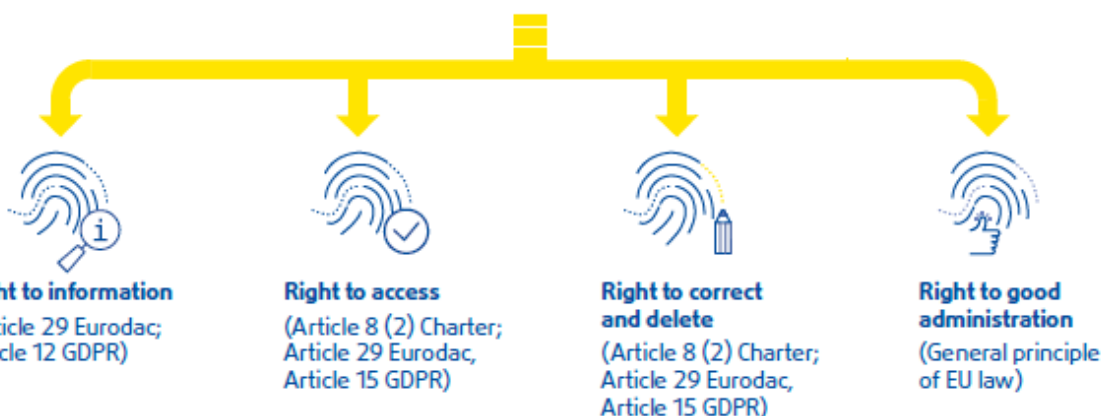 ht to information
icle 29 Eurodac;
cle 12 GDPR)
Right to access
(Article 8 (2) Charter;
Article 29 Eurodac,
Article 15 GDPR)
Right to correct
and delete
(Article 8 (2) Charter;
Article 29 Eurodac,
Article 15 GDPR)
Right to good
administration
(General principle
of EU law)
i